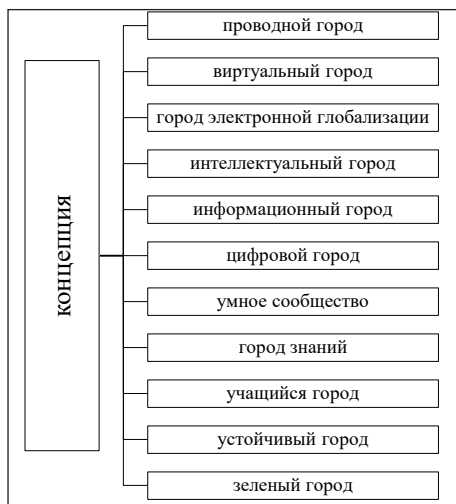 концепция
проводной город
виртуальный город
город электронной глобализации
интеллектуальный город
информационный город
цифровой город
умное сообщество
город знаний
учащийся город
устойчивый город
зеленый город